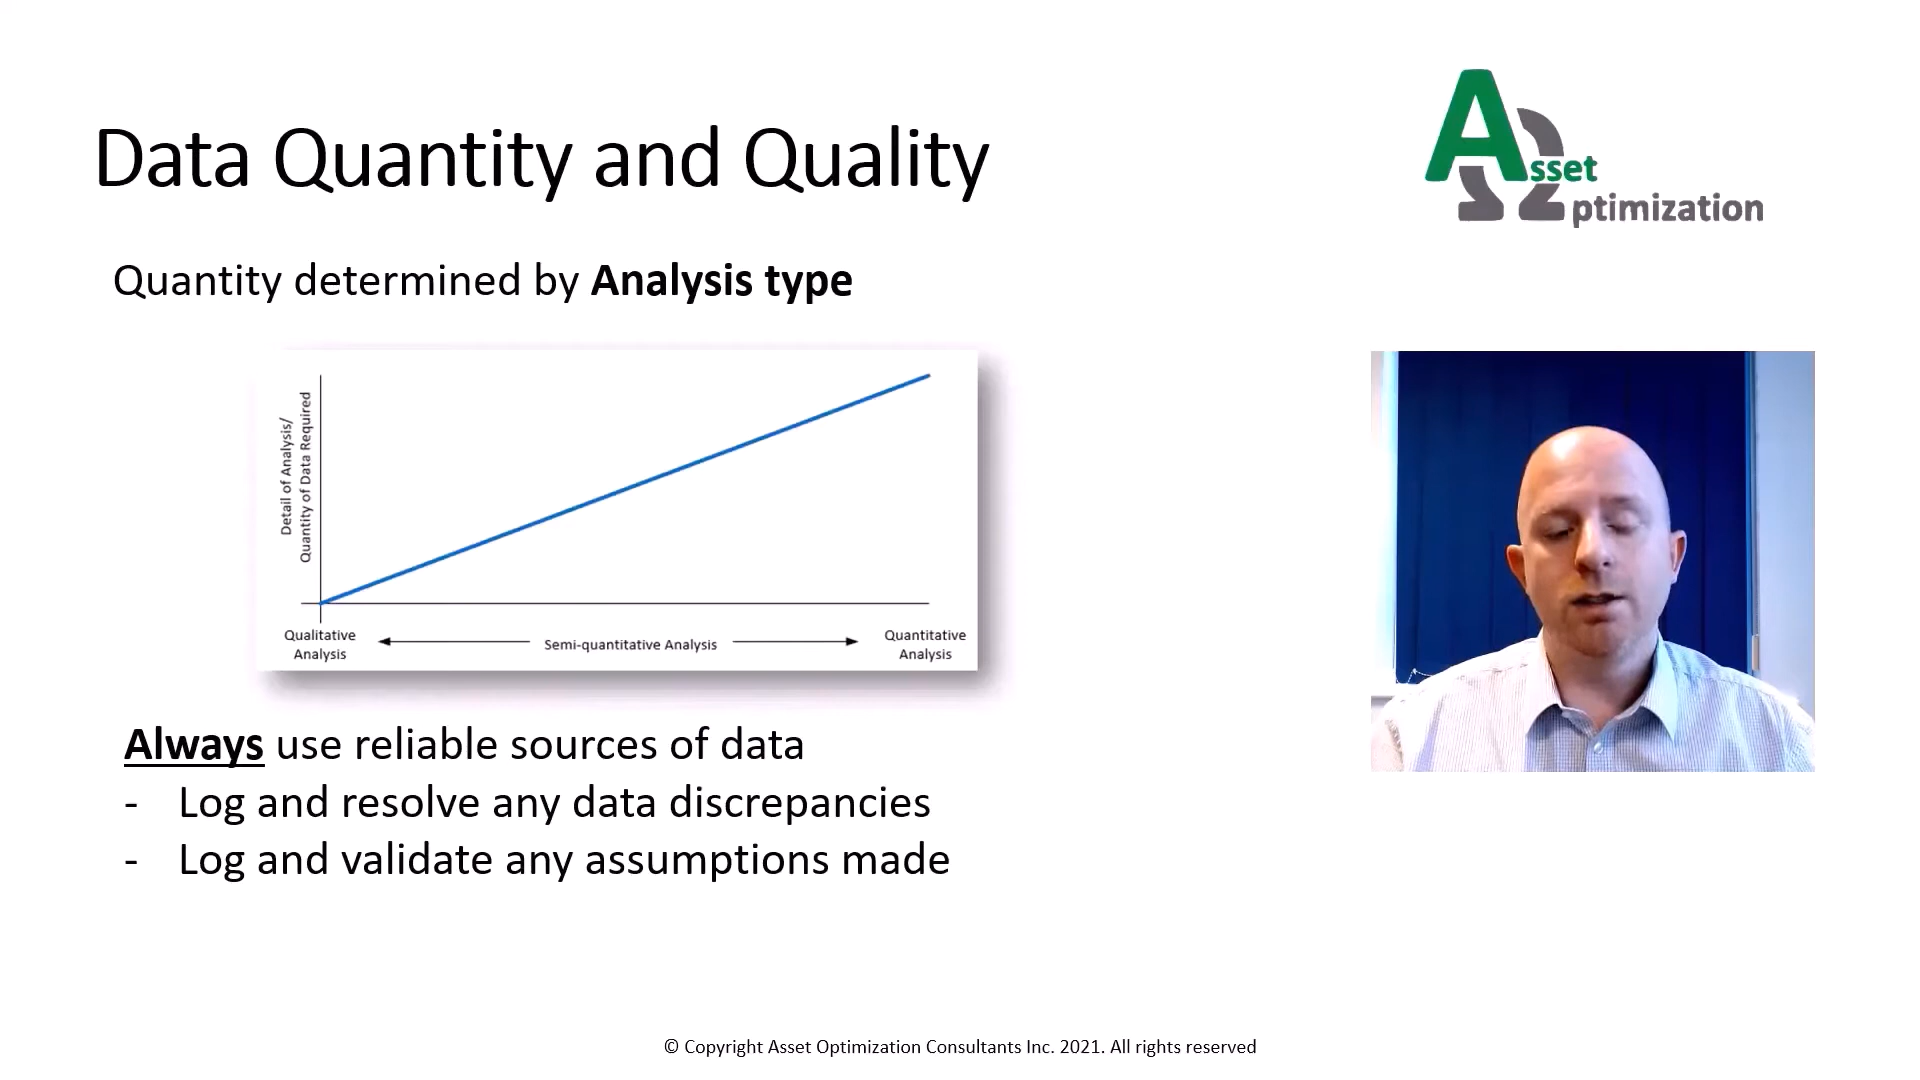 Data Quantity and Quality
Asset
Optimization
Quantity determined by Analysis type
Detail of Analysis/
Quantity of Data Required
Qualitative
Analysis
Semi-quantitative Analysis
Quantitative
Analysis
Always use reliable sources of data
- Log and resolve any data discrepancies
- Log and validate any assumptions made
© Copyright Asset Optimization Consultants Inc. 2021. All rights reserved